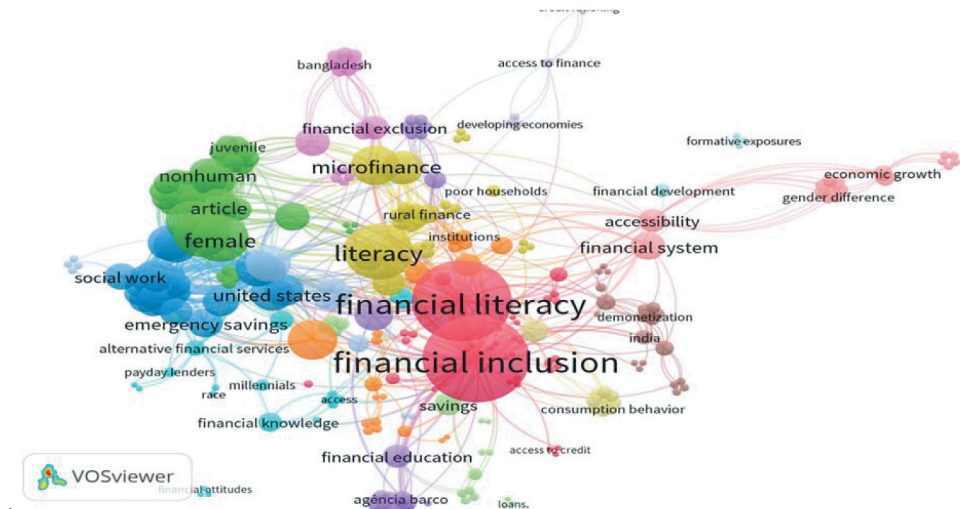 credit rationing
access to finance
bangladesh
developing economies
financial exclusion
juvenile
formative exposures
nonhuman
microfinance
economic growth
poor households
financial development
gender difference
article
rural finance
accessibility
female
institutions
literacy
financial system
social work
united states
financial literacy
emergency savings
demonetization
india
alternative financial services
financial inclusion
payday lenders
millennials
race
access
savings
consumption behavior
financial knowledge
access to credit
financial education
VOSviewer
financial attitudes
agência barco
loans.